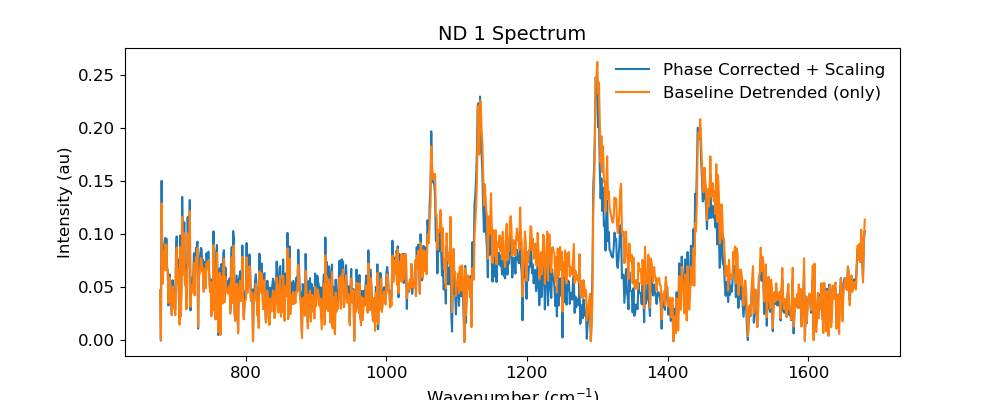 ND 1 Spectrum
Phase Corrected + Scaling
Baseline Detrended (only)
Intensity (au)
0.25
0.20
0.15
0.10
0.05
0.00
800 1000 1200 1400 1600
Wavenumber (cm⁻¹)